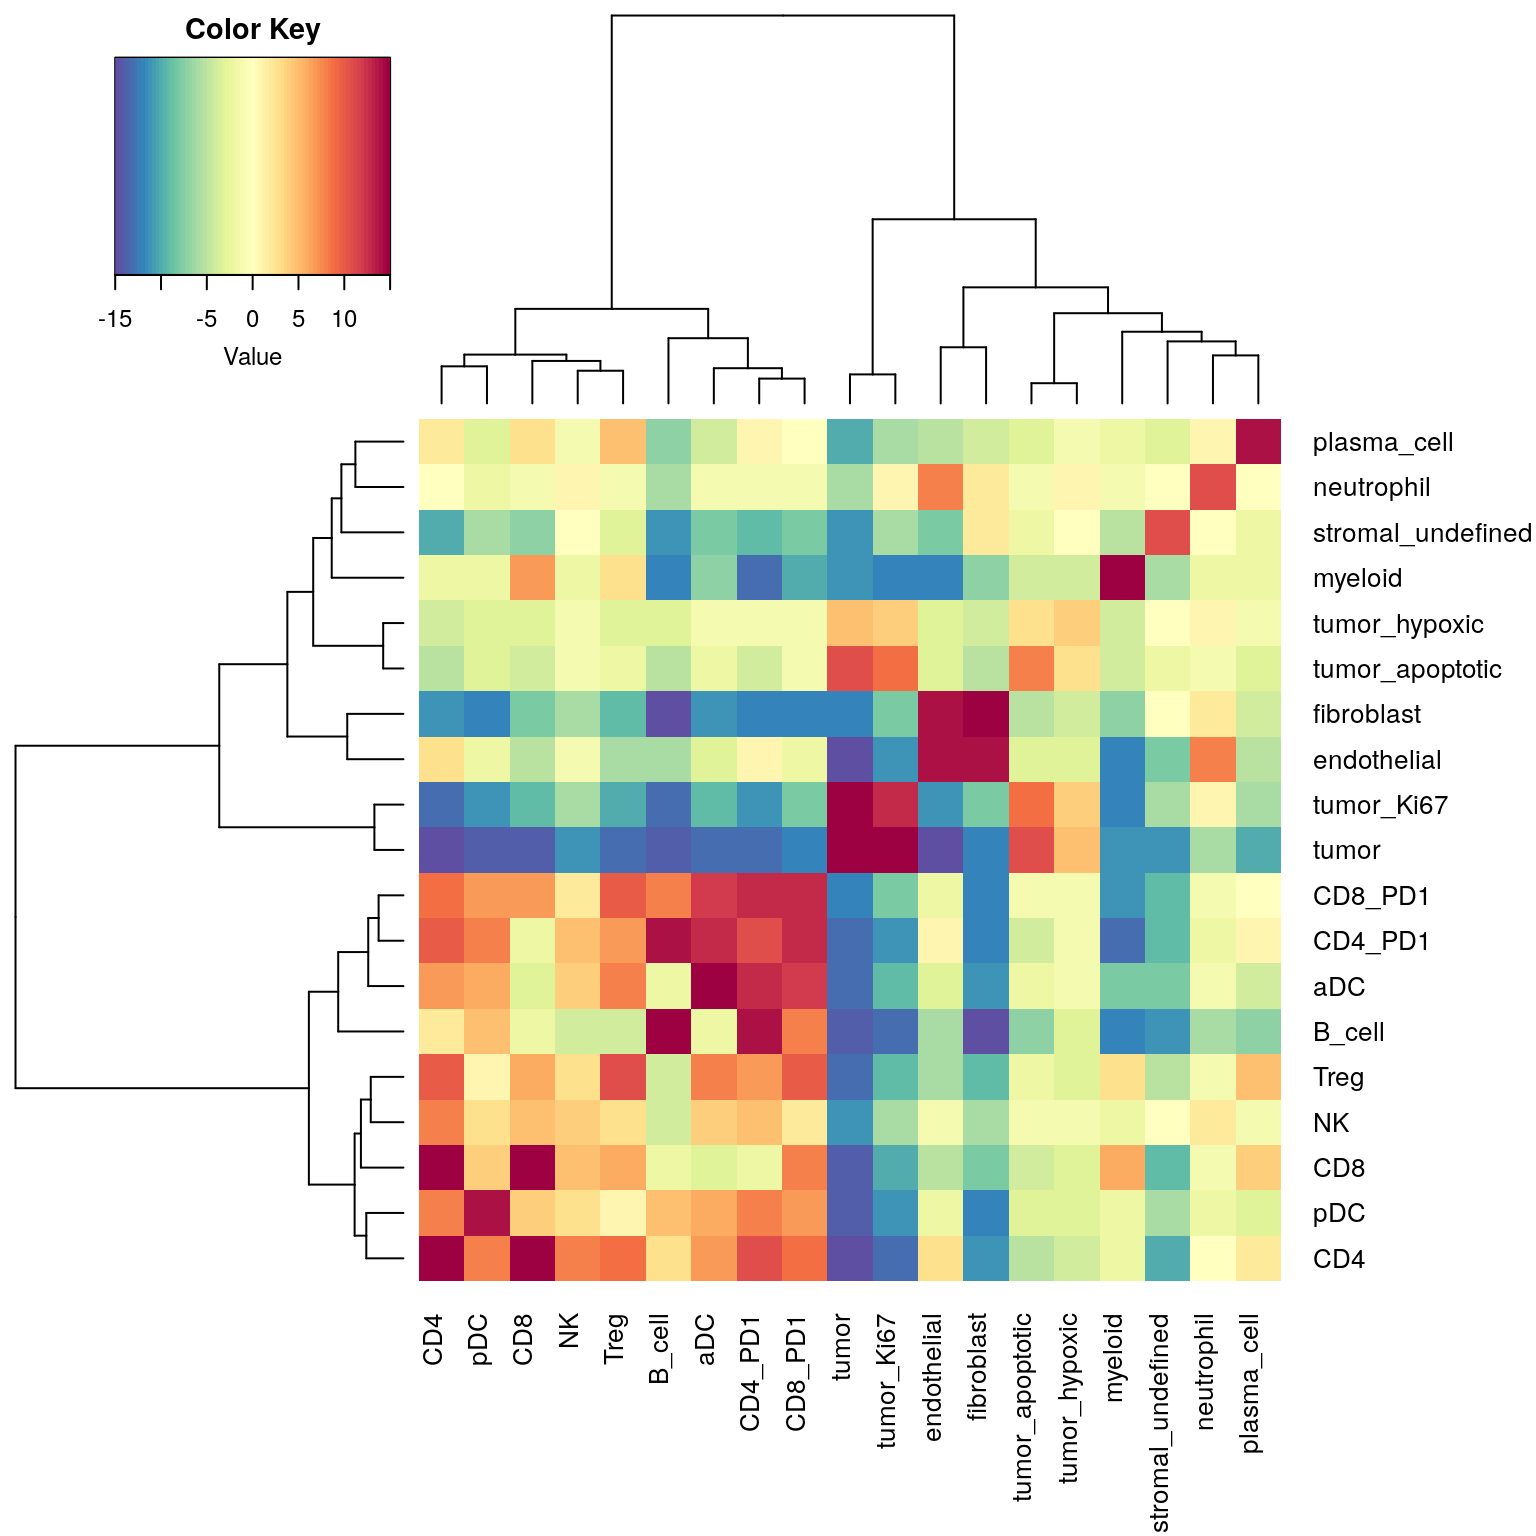 Color Key
-15 -5 0 5 10
Value
plasma_cell
neutrophil
stromal_undefined
myeloid
tumor_hypoxic
tumor_apoptotic
fibroblast
endothelial
tumor_Ki67
tumor
CD8_PD1
CD4_PD1
aDC
B_cell
Treg
NK
CD8
pDC
CD4
CD4
pDC
CD8
NK
Treg
B_cell
aDC
CD4_PD1
CD8_PD1
tumor
tumor_Ki67
endothelial
fibroblast
tumor_apoptotic
tumor_hypoxic
myeloid
stromal_undefined
neutrophil
plasma_cell